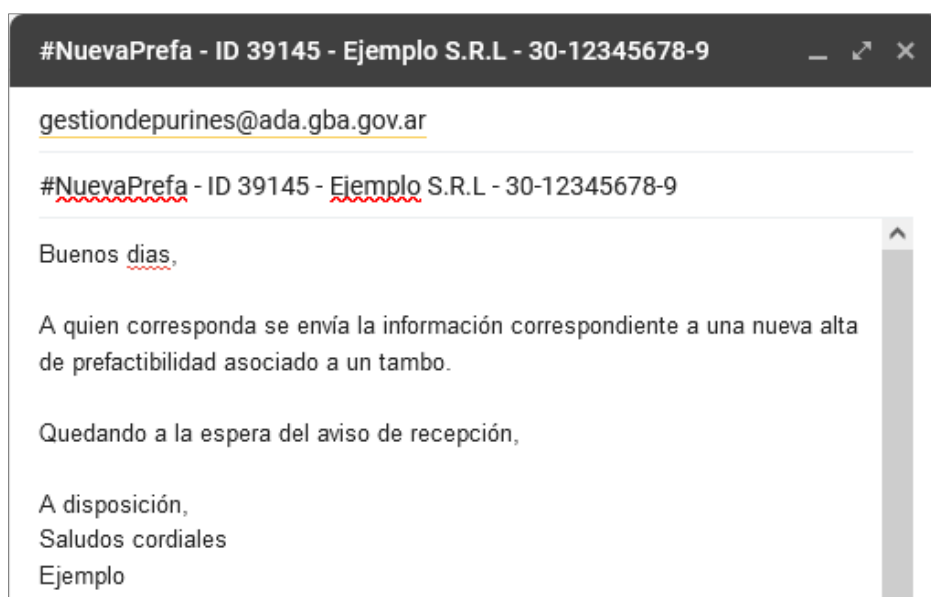 #NuevaPrefa - ID 39145 - Ejemplo S.R.L - 30-12345678-9
gestiondepurines@ada.gba.gov.ar
#NuevaPrefa - ID 39145 - Ejemplo S.R.L - 30-12345678-9
Buenos dias,
A quien corresponda se envía la información correspondiente a una nueva alta
de prefactibilidad asociado a un tambo.
Quedando a la espera del aviso de recepción,
A disposición,
Saludos cordiales
Ejemplo